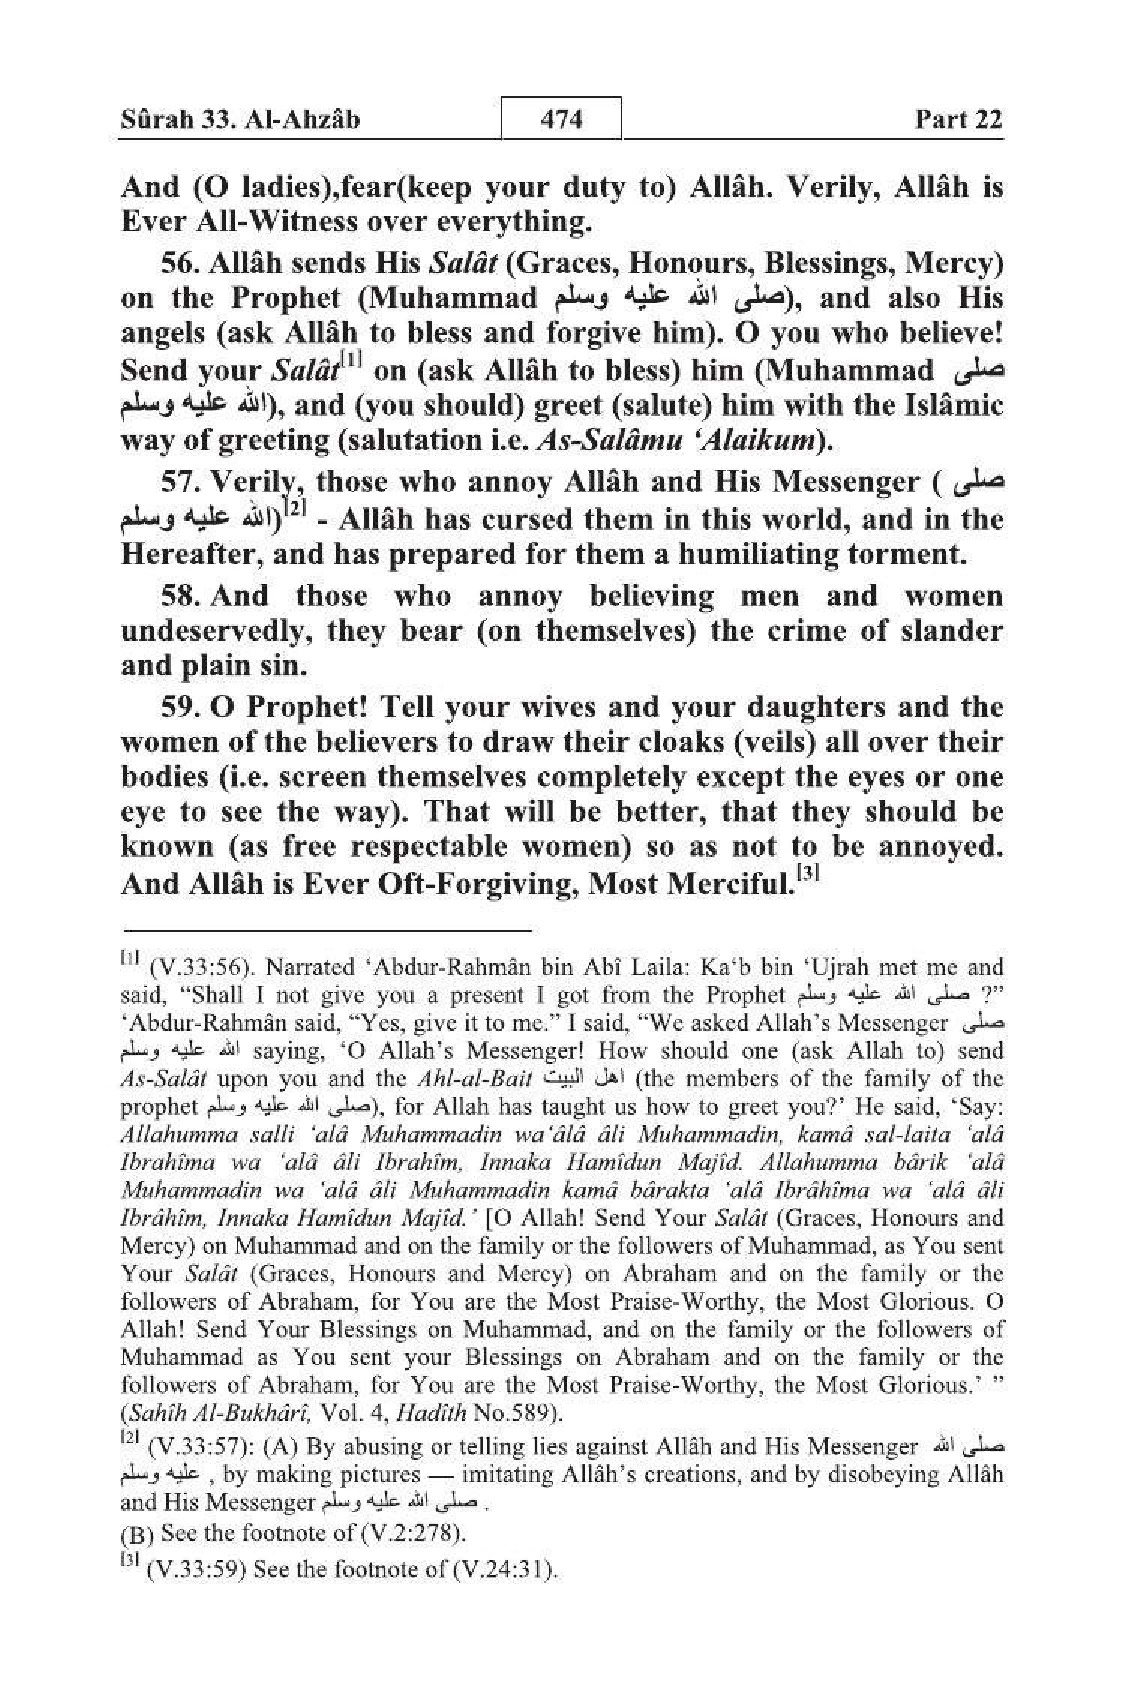 Sûrah 33. Al-Ahzâb 474 Part 22
And (O ladies),fear(keep your duty to) Allâh. Verily, Allâh is
Ever All-Witness over everything.
56. Allâh sends His Salât (Graces, Honours, Blessings, Mercy)
on the Prophet (Muhammad صلى الله عليه وسلم), and also His
angels (ask Allâh to bless and forgive him). O you who believe!
Send your Salât[1] on (ask Allâh to bless) him (Muhammad صلى
الله عليه وسلم), and (you should) greet (salute) him with the Islâmic
way of greeting (salutation i.e. As-Salâmu ‘Alaikum).
57. Verily, those who annoy Allâh and His Messenger ( صلى
الله عليه وسلم)[2] - Allâh has cursed them in this world, and in the
Hereafter, and has prepared for them a humiliating torment.
58. And those who annoy believing men and women
undeservedly, they bear (on themselves) the crime of slander
and plain sin.
59. O Prophet! Tell your wives and your daughters and the
women of the believers to draw their cloaks (veils) all over their
bodies (i.e. screen themselves completely except the eyes or one
eye to see the way). That will be better, that they should be
known (as free respectable women) so as not to be annoyed.
And Allâh is Ever Oft-Forgiving, Most Merciful.[3]
[1] (V.33:56). Narrated ‘Abdur-Rahmân bin Abî Laila: Ka‘b bin ‘Ujrah met me and
said, “Shall I not give you a present I got from the Prophet صلى الله عليه وسلم ?”
‘Abdur-Rahmân said, “Yes, give it to me.” I said, “We asked Allah’s Messenger صلى
الله عليه وسلم saying, ‘O Allah’s Messenger! How should one (ask Allah to) send
As-Salât upon you and the Ahl-al-Bait اهل البيت (the members of the family of the
prophet صلى الله عليه وسلم), for Allah has taught us how to greet you?’ He said, ‘Say:
Allahumma salli ‘alâ Muhammadin wa‘âlâ âli Muhammadin, kamâ sal-laita ‘alâ
Ibrahîma wa ‘alâ âli Ibrahîm, Innaka Hamîdun Majîd. Allahumma bârik ‘alâ
Muhammadin wa ‘alâ âli Muhammadin kamâ bârakta ‘alâ Ibrâhîma wa ‘alâ âli
Ibrâhîm, Innaka Hamîdun Majîd.’ [O Allah! Send Your Salât (Graces, Honours and
Mercy) on Muhammad and on the family or the followers of Muhammad, as You sent
Your Salât (Graces, Honours and Mercy) on Abraham and on the family or the
followers of Abraham, for You are the Most Praise-Worthy, the Most Glorious. O
Allah! Send Your Blessings on Muhammad, and on the family or the followers of
Muhammad as You sent your Blessings on Abraham and on the family or the
followers of Abraham, for You are the Most Praise-Worthy, the Most Glorious.’ ”
(Sahîh Al-Bukhârî, Vol. 4, Hadîth No.589).
[2] (V.33:57): (A) By abusing or telling lies against Allâh and His Messenger صلى الله
عليه وسلم , by making pictures — imitating Allâh’s creations, and by disobeying Allâh
and His Messenger صلى الله عليه وسلم .
(B) See the footnote of (V.2:278).
[3] (V.33:59) See the footnote of (V.24:31).